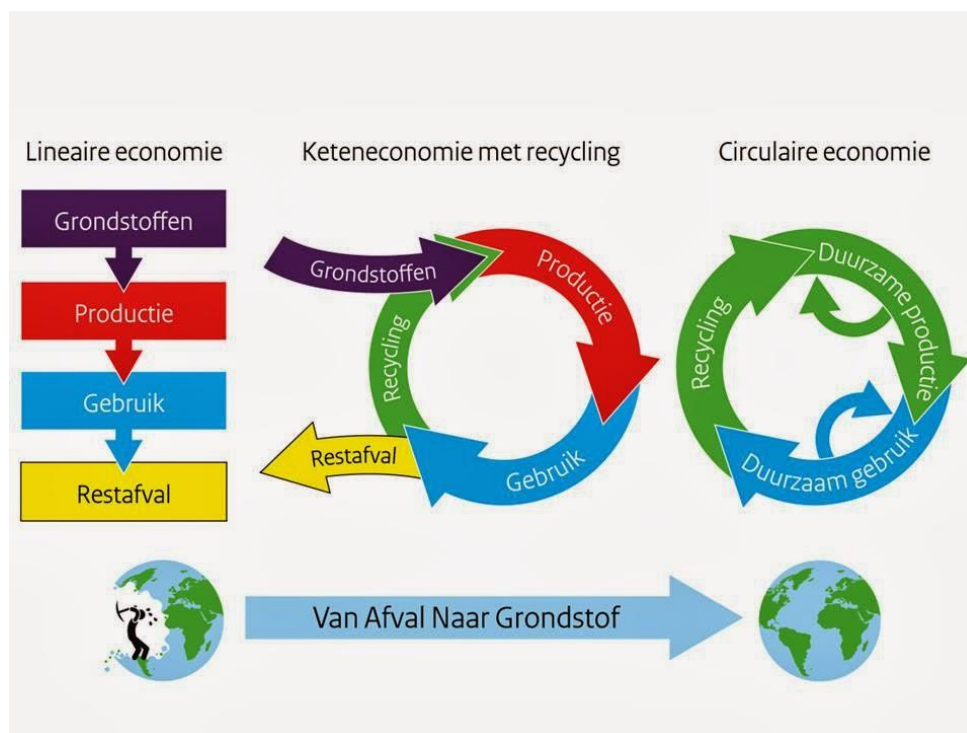 Lineaire economie
Grondstoffen
Productie
Gebruik
Restafval
Keteneconomie met recycling
Grondstoffen
Productie
Recycling
Restafval
Gebruik
Circulaire economie
Duurzame productie
Recycling
Duurzaam gebruik
Van Afval Naar Grondstof